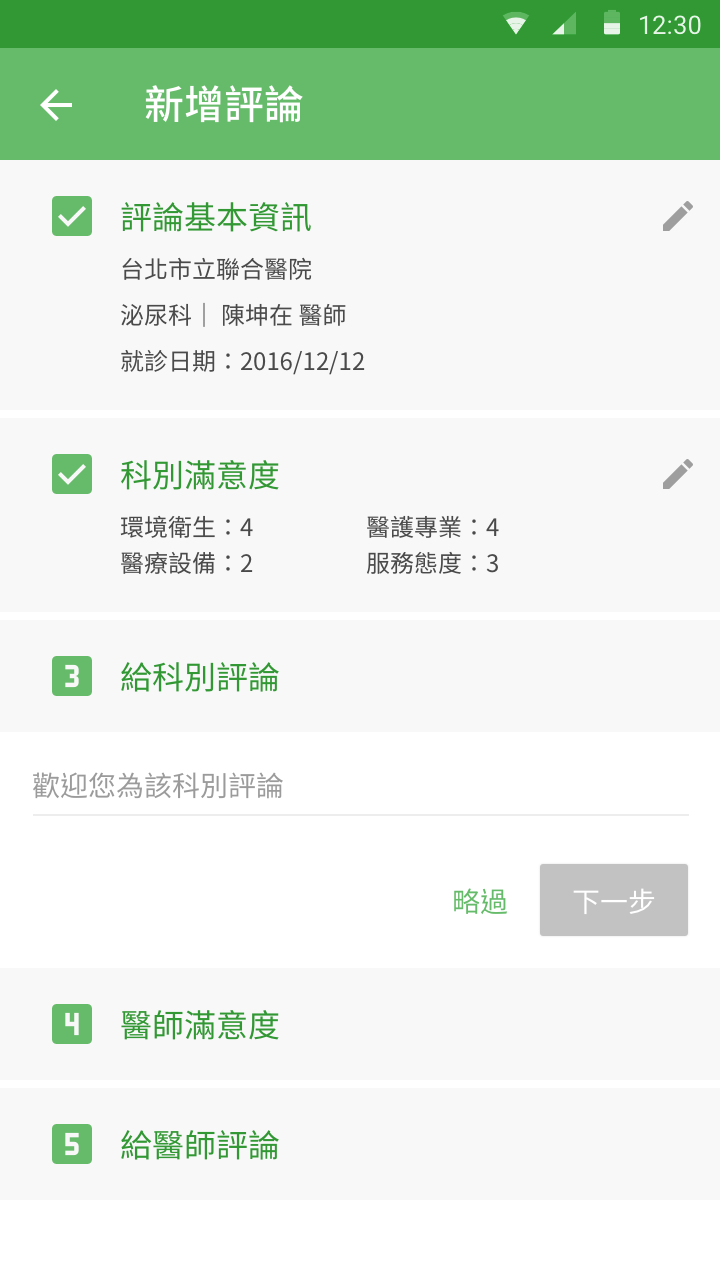 12:30
新增評論
評論基本資訊
台北市立聯合醫院
泌尿科｜ 陳坤在 醫師
就診日期：2016/12/12
科別滿意度
環境衛生：4 醫護專業：4
醫療設備：2 服務態度：3
3 給科別評論
歡迎您為該科別評論
略過 下一步
4 醫師滿意度
5 給醫師評論